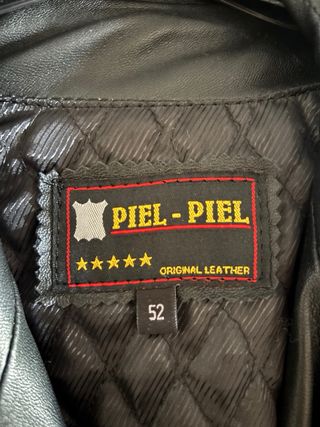 PIEL - PIEL
ORIGINAL LEATHER
52